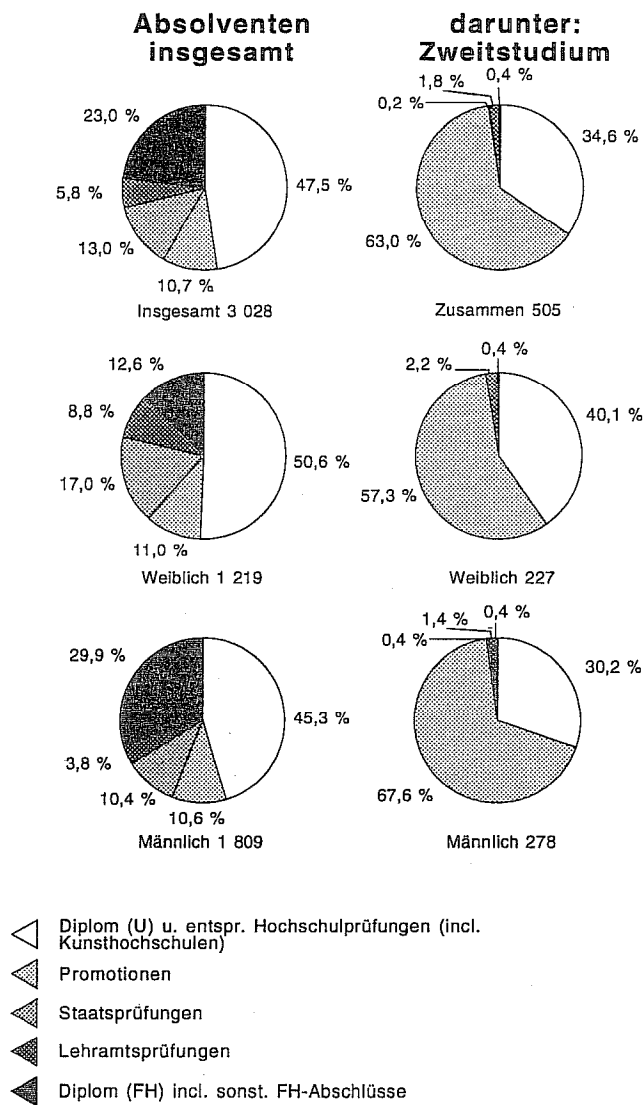 Absolventen
insgesamt
darunter:
Zweitstudium
23,0 %
47,5 %
5,8 %
13,0 %
10,7 %
Insgesamt 3 028
1,8 %
0,4 %
0,2 %
34,6 %
63,0 %
Zusammen 505
12,6 %
8,8 %
50,6 %
17,0 %
11,0 %
Weiblich 1 219
0,4 %
2,2 %
40,1 %
57,3 %
Weiblich 227
29,9 %
45,3 %
3,8 %
10,4 %
10,6 %
Männlich 1 809
1,4 %
0,4 %
0,4 %
30,2 %
67,6 %
Männlich 278
Diplom (U) u. entspr. Hochschulprüfungen (incl.
Kunsthochschulen)
Promotionen
Staatsprüfungen
Lehramtsprüfungen
Diplom (FH) incl. sonst. FH-Abschlüsse